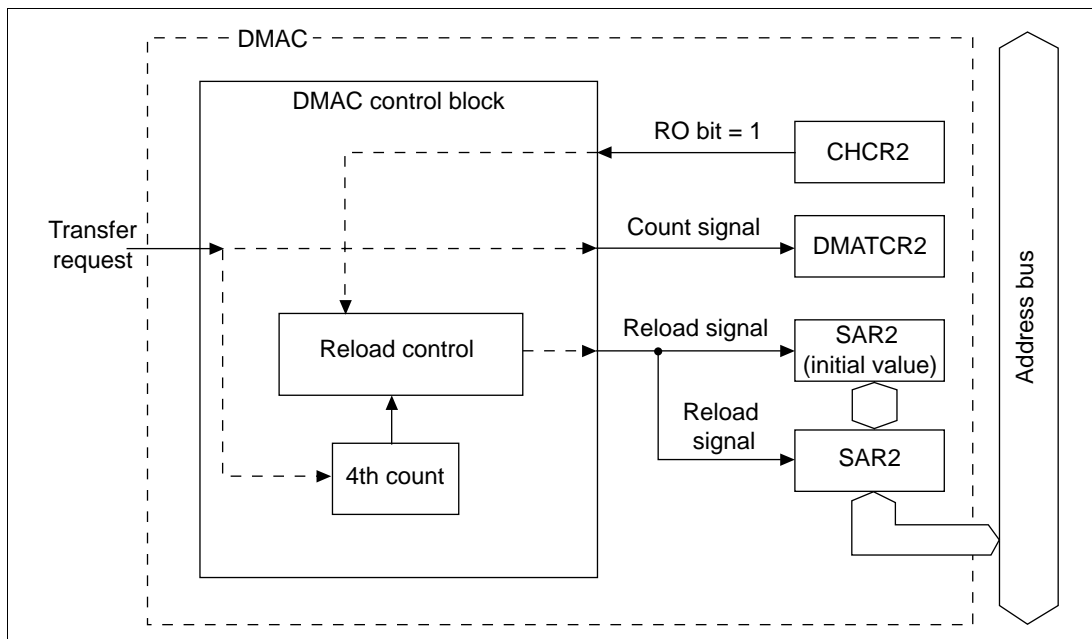 DMAC
DMAC control block
RO bit = 1
CHCR2
Transfer
request
Count signal
DMATCR2
Reload control
Reload signal
SAR2
(initial value)
Reload
signal
4th count
SAR2
Address bus